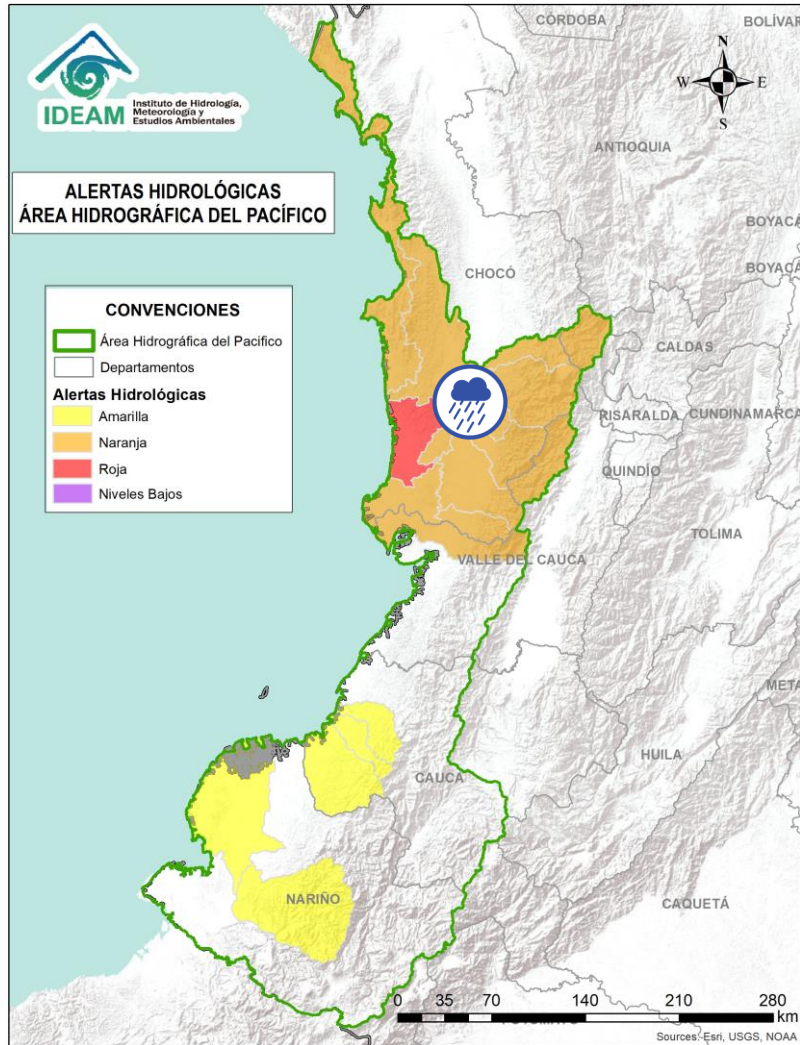 IDEAM
Instituto de Hidrología,
Meteorología y
Estudios Ambientales
ALERTAS HIDROLÓGICAS
ÁREA HIDROGRÁFICA DEL PACÍFICO
CONVENCIONES
Área Hidrográfica del Pacifico
Departamentos
Alertas Hidrológicas
Amarilla
Naranja
Roja
Niveles Bajos
N
W E
S
CÓRDOBA
BOLÍVAR
ANTIOQUIA
BOYACÁ
BOYACÁ
CHOCÓ
CALDAS
RISARALDA
CUNDINAMARCA
QUINDÍO
TOLIMA
VALLE DEL CAUCA
META
HUILA
CAUCA
NARIÑO
CAQUETÁ
0 35 70 140 210 280
km
Sources: Esri, USGS, NOAA